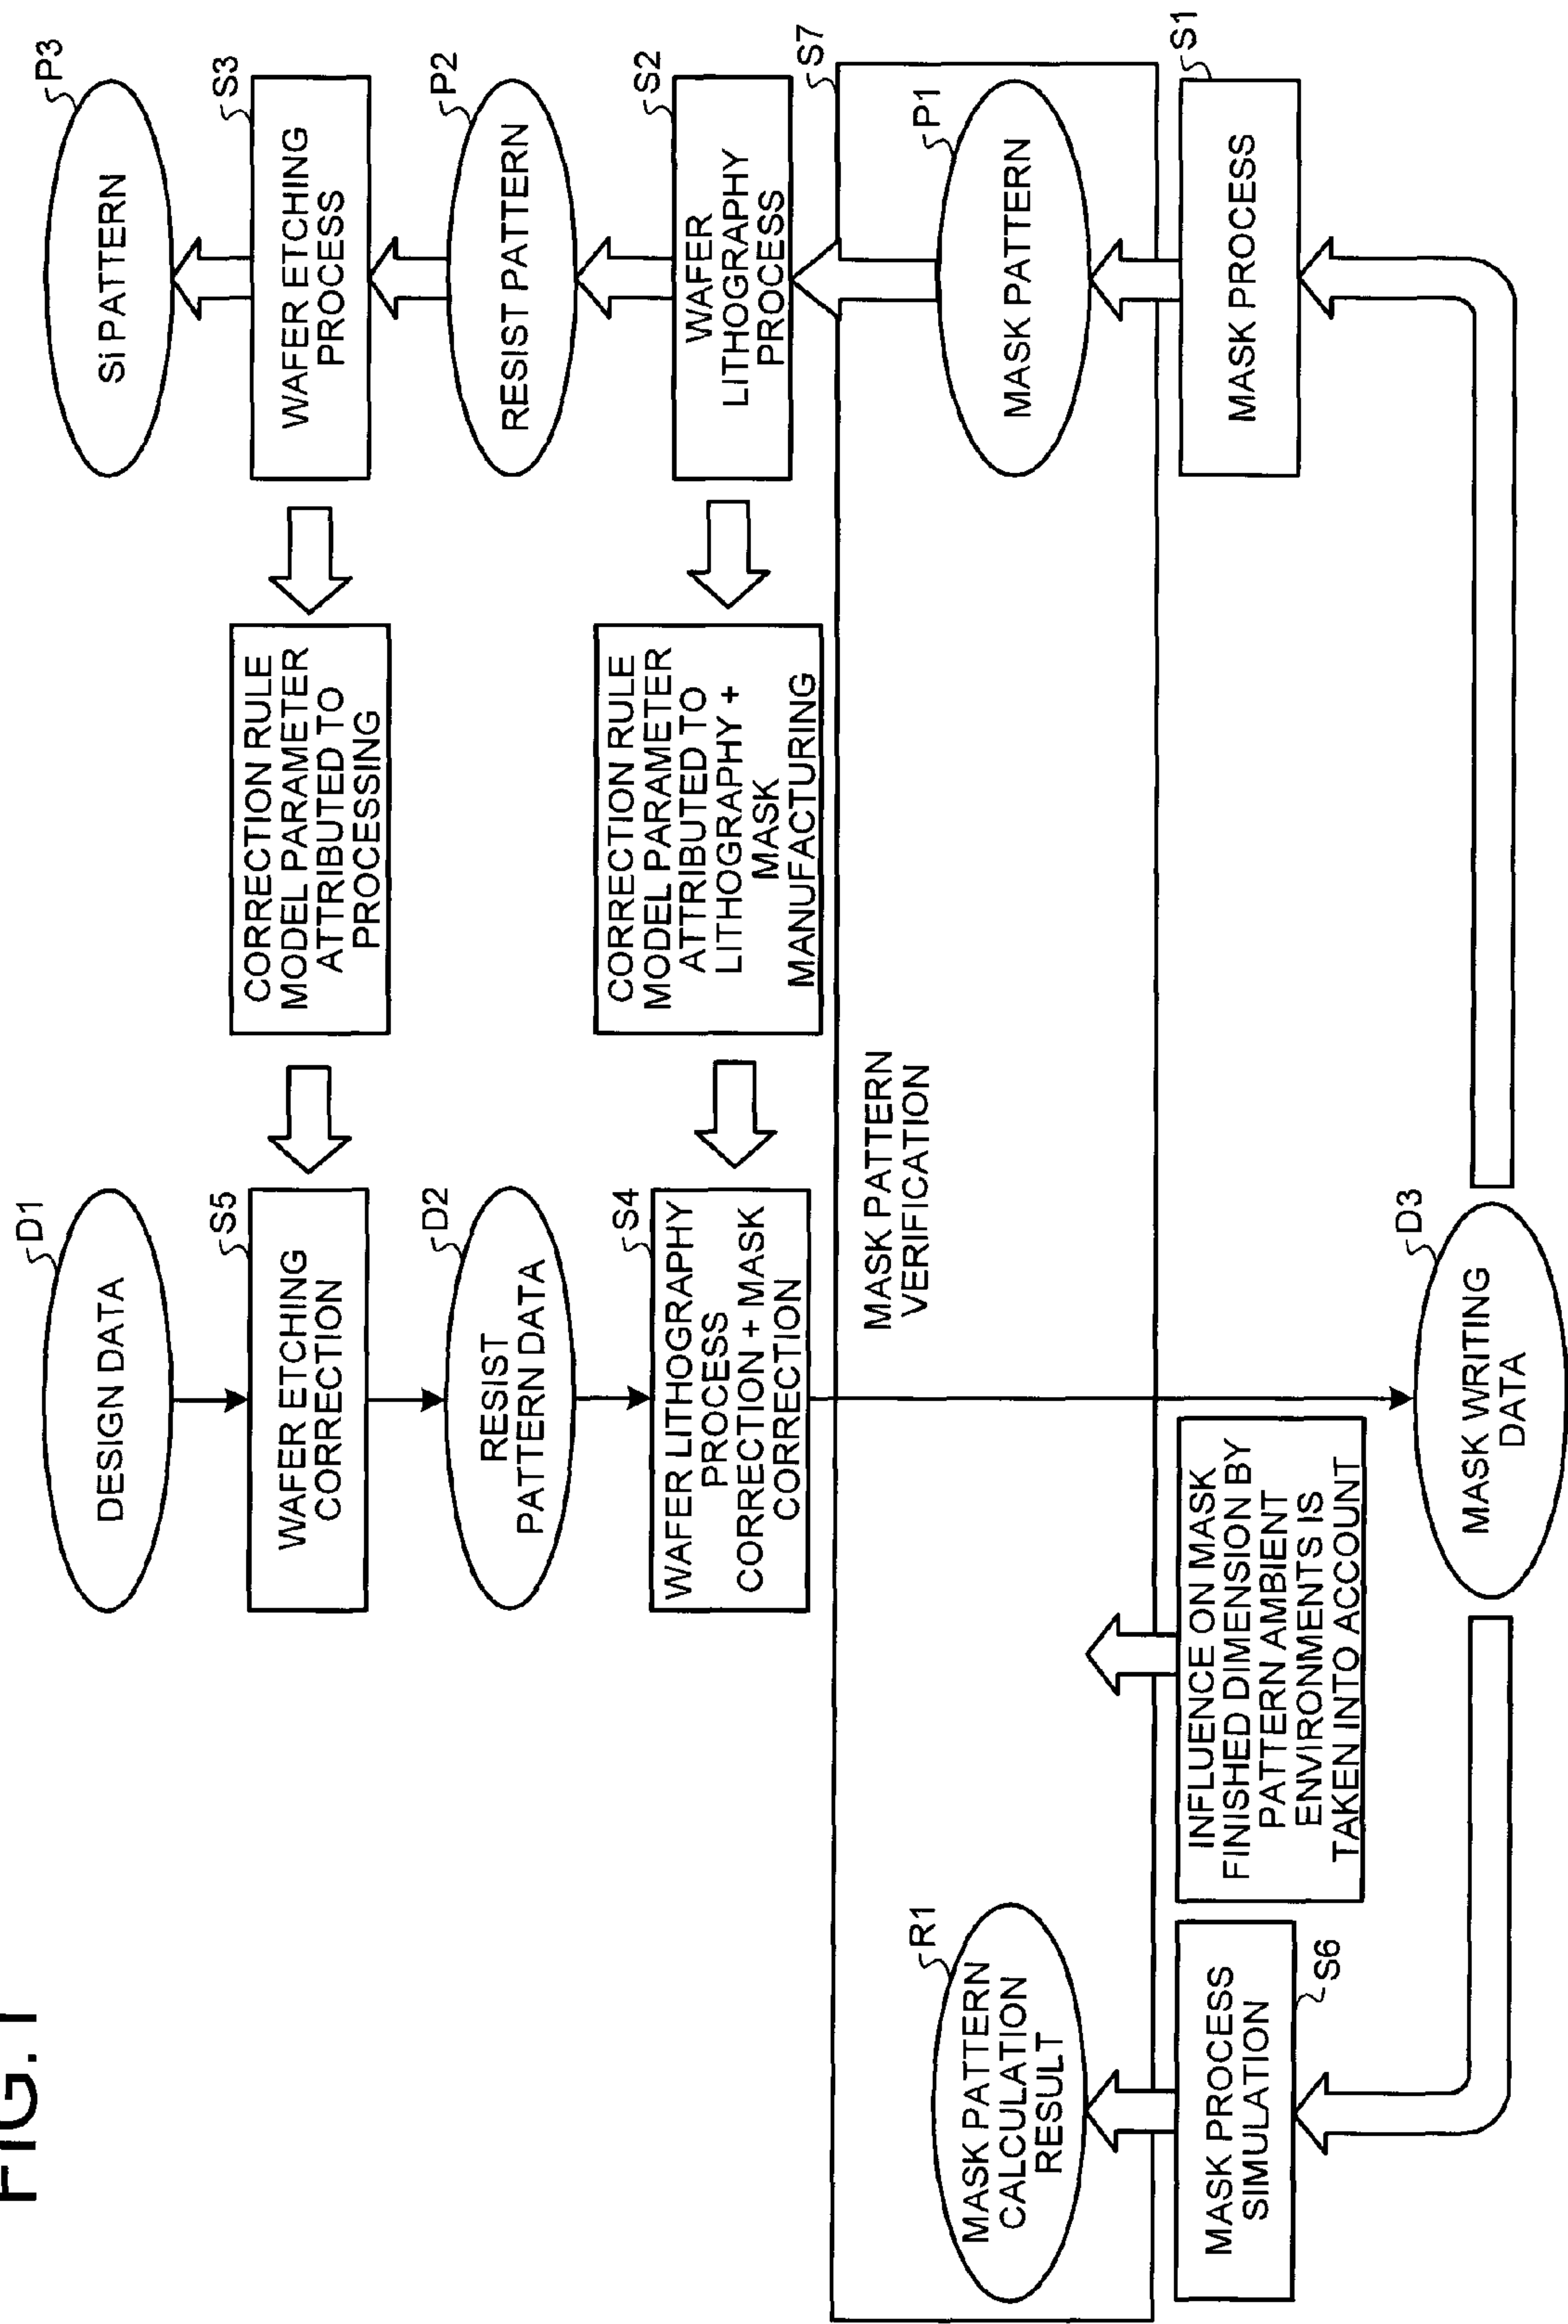 FIG. 1
D1
DESIGN DATA
S5
WAFER ETCHING
CORRECTION
D2
RESIST
PATTERN DATA
S4
WAFER LITHOGRAPHY
PROCESS
CORRECTION + MASK
CORRECTION
CORRECTION RULE
MODEL PARAMETER
ATTRIBUTED TO
PROCESSING
CORRECTION RULE
MODEL PARAMETER
ATTRIBUTED TO
LITHOGRAPHY +
MASK
MANUFACTURING
P3
Si PATTERN
S3
WAFER ETCHING
PROCESS
P2
RESIST PATTERN
S2
WAFER
LITHOGRAPHY
PROCESS
S7
MASK PATTERN
VERIFICATION
R1
MASK PATTERN
CALCULATION
RESULT
P1
MASK PATTERN
MASK PROCESS
SIMULATION
S6
INFLUENCE ON MASK
FINISHED DIMENSION BY
PATTERN AMBIENT
ENVIRONMENTS IS
TAKEN INTO ACCOUNT
S1
MASK PROCESS
D3
MASK WRITING
DATA